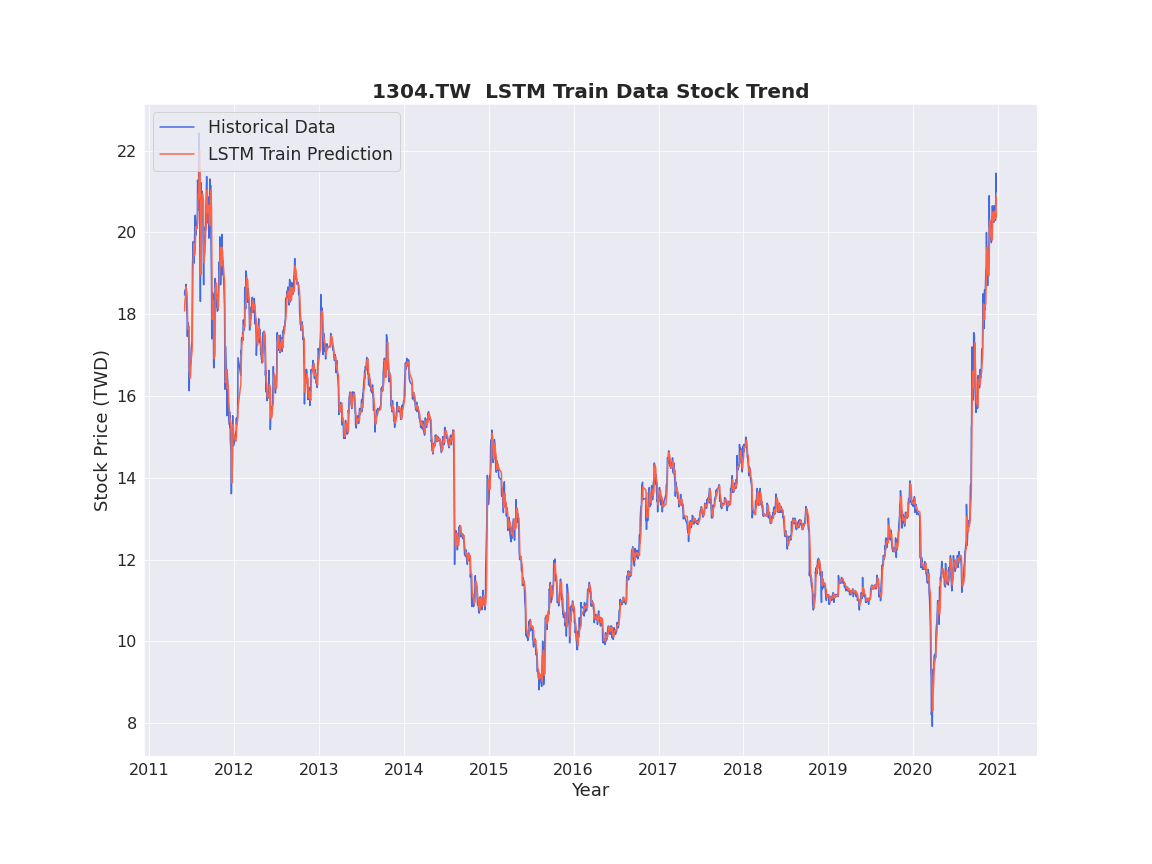 1304.TW  LSTM Train Data Stock Trend
Historical Data
LSTM Train Prediction
Stock Price (TWD)
22
20
18
16
14
12
10
8
2011 2012 2013 2014 2015 2016 2017 2018 2019 2020 2021
Year